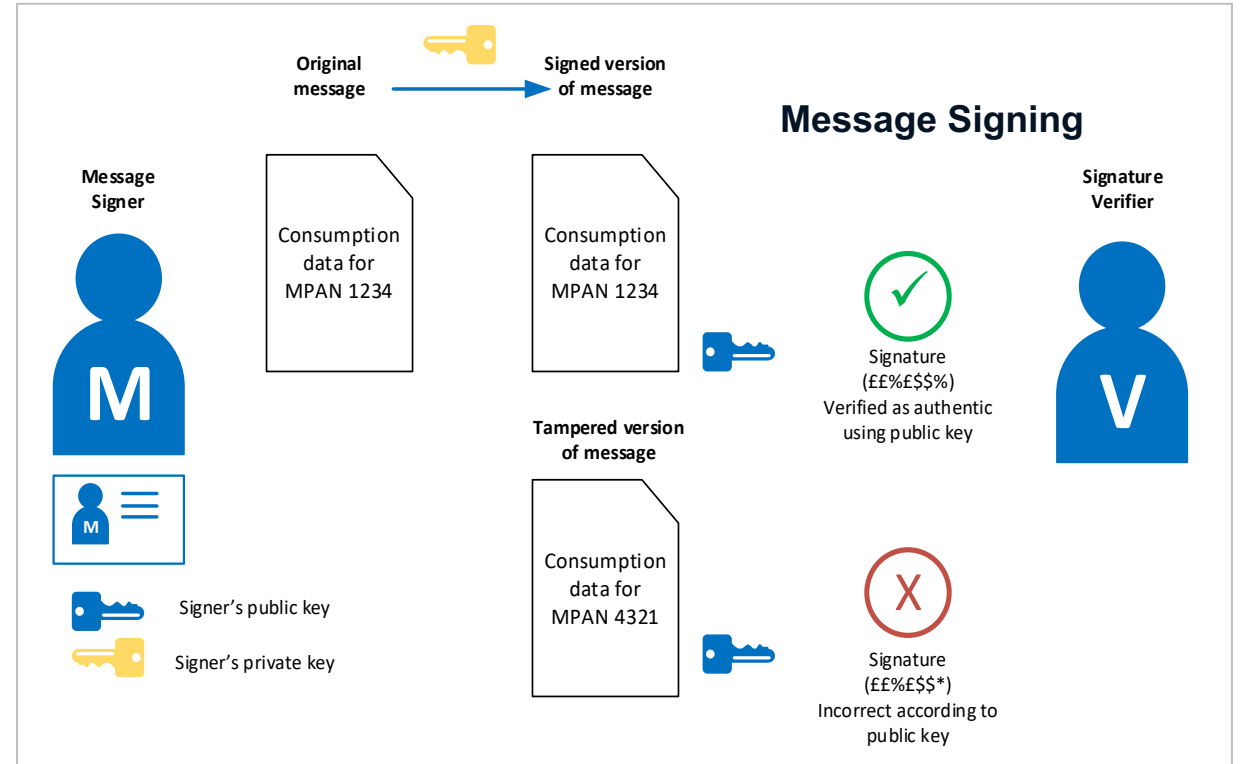 Original
message
Signed version
of message
Message Signing
Message
Signer
Signature
Verifier
Consumption
data for
MPAN 1234
Consumption
data for
MPAN 1234
✓
M
V
Signature
(££%£$$%)
Verified as authentic
using public key
Tampered version
of message
M
Consumption
data for
MPAN 4321
X
Signer’s public key
Signer’s private key
Signature
(££%£$$*)
Incorrect according to
public key